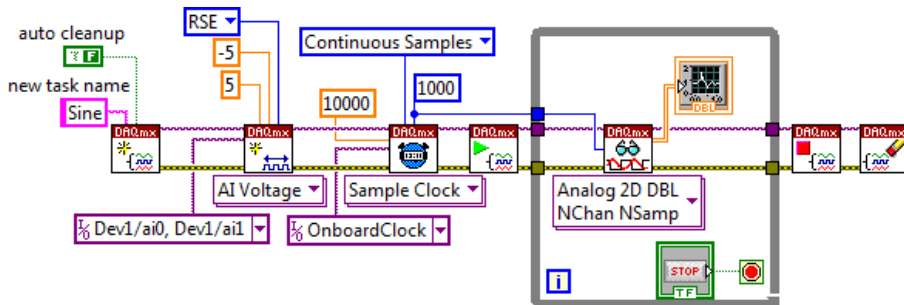 RSE
auto cleanup
F
-5
Continuous Samples
new task name
5
10000
1000
Sine
DBL
DAQmx
DAQmx
DAQmx
DAQmx
DAQmx
DAQmx
DAQmx
AI Voltage
Sample Clock
Analog 2D DBL
NChan NSamp
Dev1/ai0, Dev1/ai1
OnboardClock
i
STOP
TF